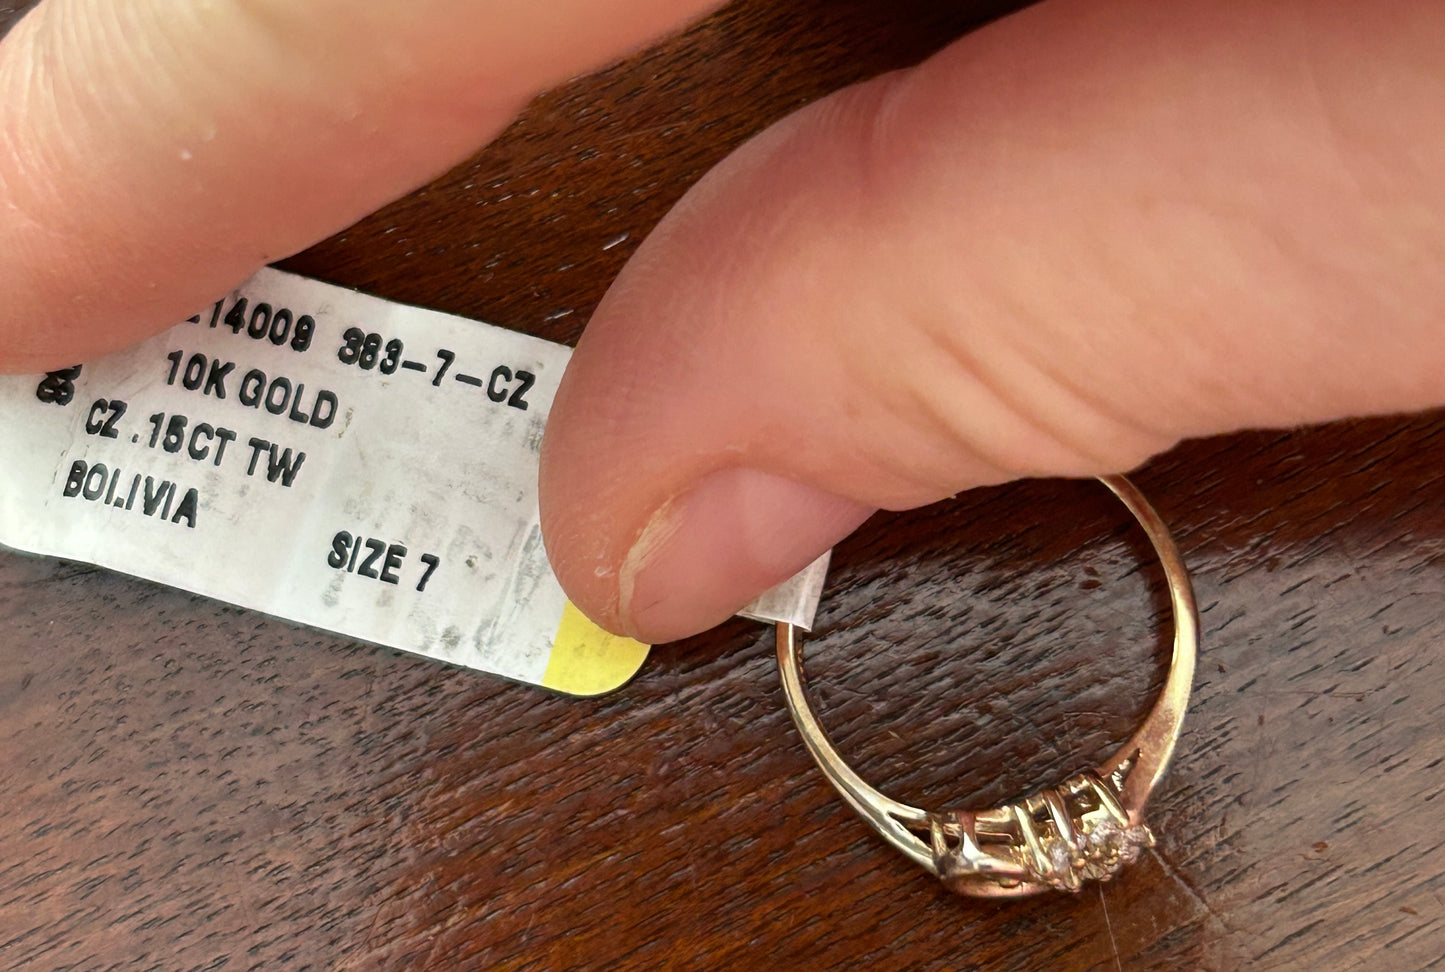 14009 383-7-CZ
10K GOLD
CZ .15CT TW
BOLIVIA
SIZE 7